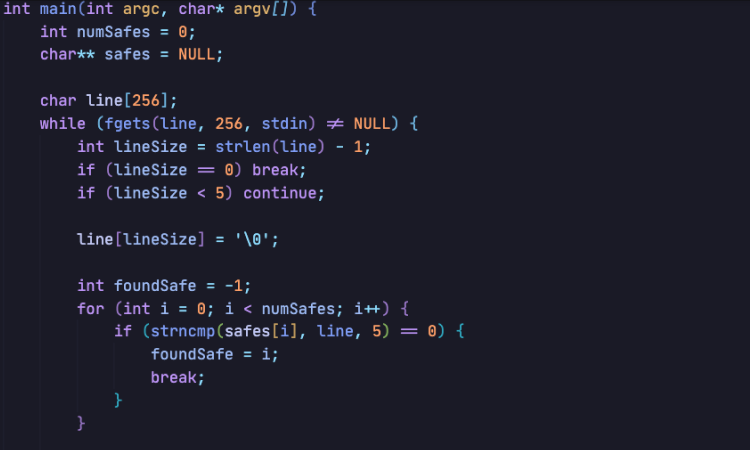 int main(int argc, char* argv[]) {
int numSafes = 0;
char** safes = NULL;
char line[256];
while (fgets(line, 256, stdin) != NULL) {
int lineSize = strlen(line) - 1;
if (lineSize == 0) break;
if (lineSize < 5) continue;
line[lineSize] = '\0';
int foundSafe = -1;
for (int i = 0; i < numSafes; i++) {
if (strncmp(safes[i], line, 5) == 0) {
foundSafe = i;
break;
}
}